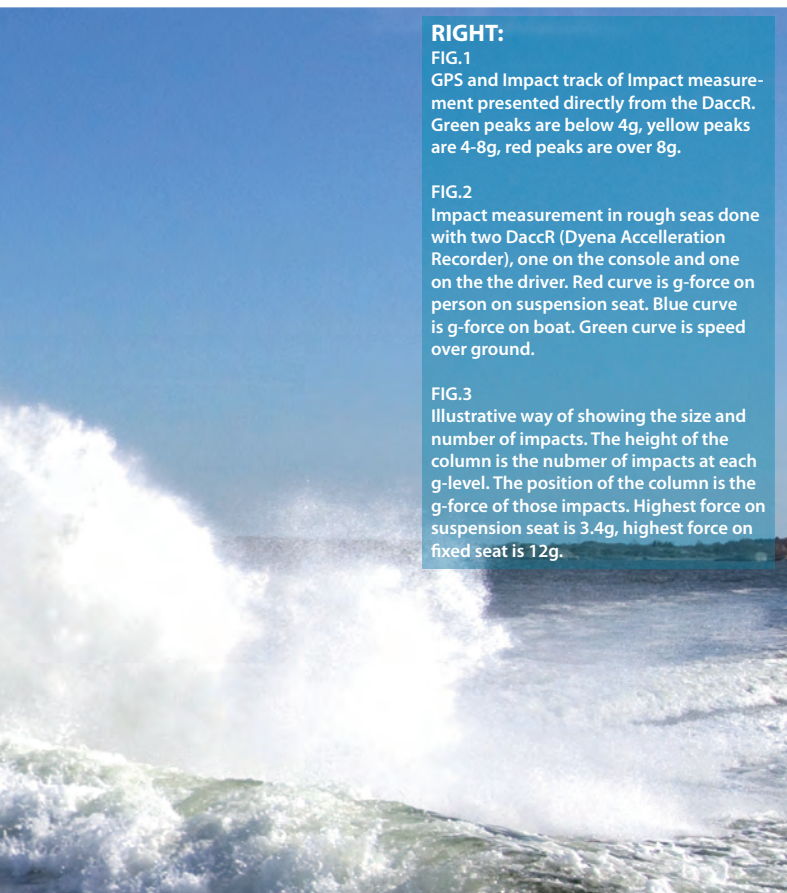 RIGHT:
FIG.1
GPS and Impact track of Impact measure-
ment presented directly from the DaccR.
Green peaks are below 4g, yellow peaks
are 4-8g, red peaks are over 8g.
FIG.2
Impact measurement in rough seas done
with two DaccR (Dyena Accelleration
Recorder), one on the console and one
on the the driver. Red curve is g-force on
person on suspension seat. Blue curve
is g-force on boat. Green curve is speed
over ground.
FIG.3
Illustrative way of showing the size and
number of impacts. The height of the
column is the nubmer of impacts at each
g-level. The position of the column is the
g-force of those impacts. Highest force on
suspension seat is 3.4g, highest force on
fixed seat is 12g.